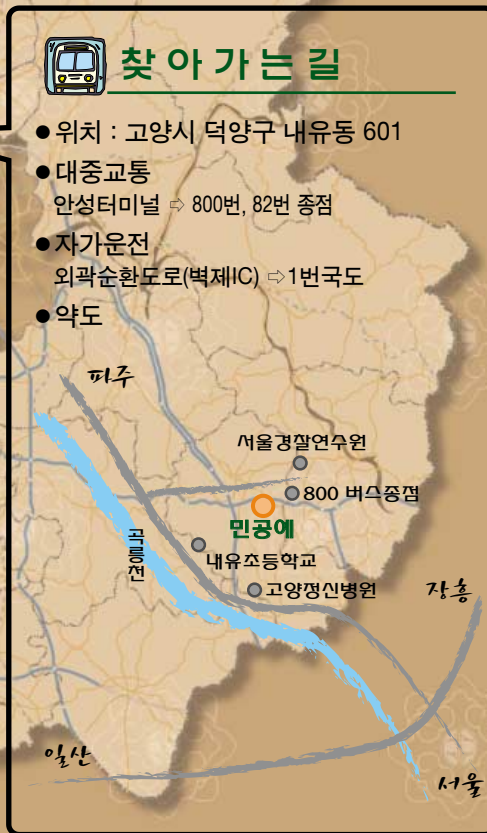 찾아가는길
● 위치 : 고양시 덕양구 내유동 601
● 대중교통
안성터미널 ⇨ 800번, 82번 종점
● 자가운전
외곽순환도로(벽제IC) ⇨1번국도
● 약도
파주
서울경찰연수원
800 버스종점
민공예
곡릉천
내유초등학교
고양정신병원
장흥
일산
서울